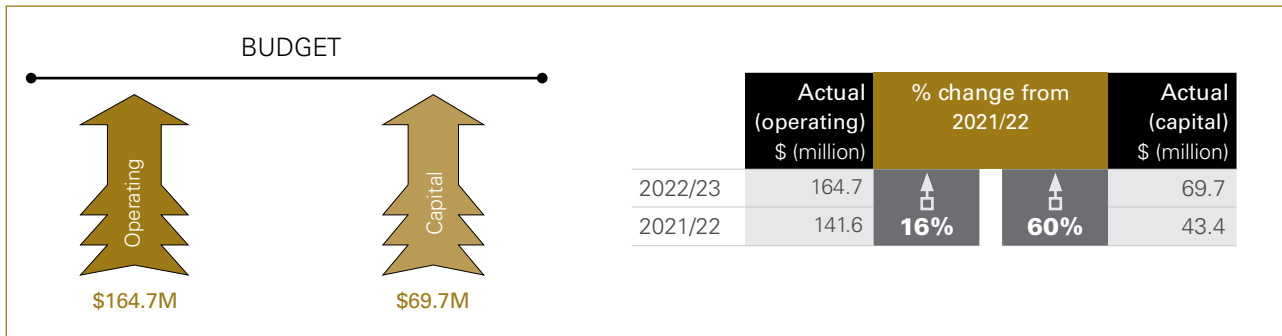 BUDGET
Operating
Capital
$164.7M
$69.7M
Actual
(operating)
$ (million)
% change from
2021/22
Actual
(capital)
$ (million)
2022/23 164.7 69.7
2021/22 141.6 16% 60% 43.4